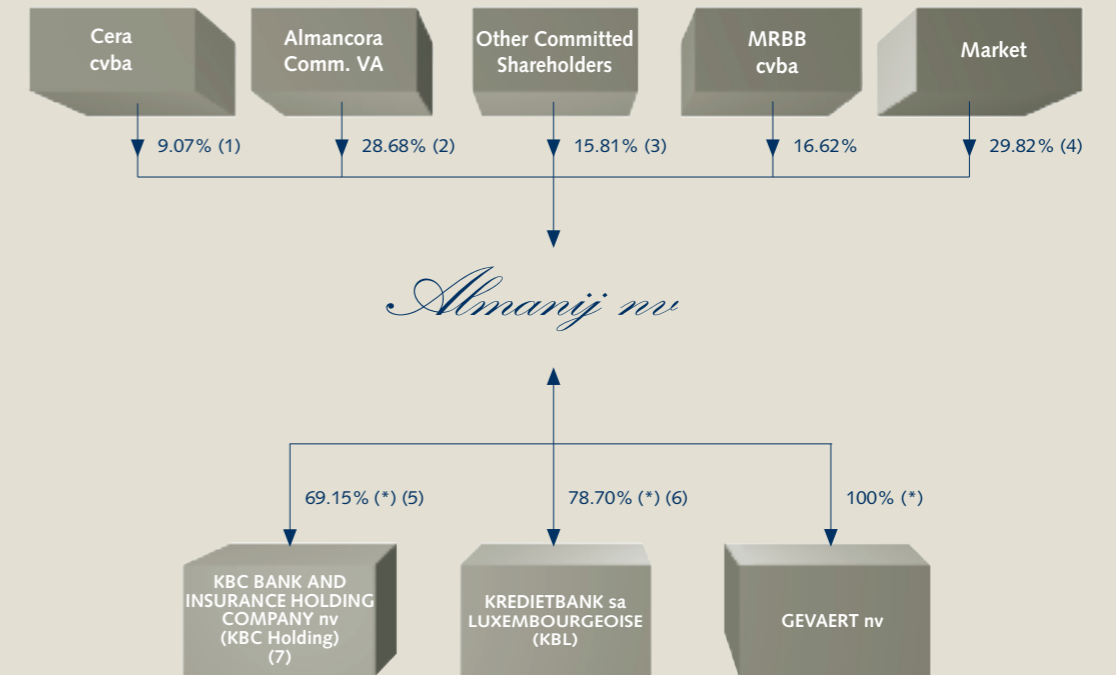 Cera
cvba
Almancora
Comm. VA
Other Committed
Shareholders
MRBB
cvba
Market
9.07% (1)
28.68% (2)
15.81% (3)
16.62%
29.82% (4)
Almanij nv
69.15% (*) (5)
78.70% (*) (6)
100% (*)
KBC BANK AND
INSURANCE HOLDING
COMPANY nv
(KBC Holding)
(7)
KREDIETBANK sa
LUXEMBOURGEOISE
(KBL)
GEVAERT nv